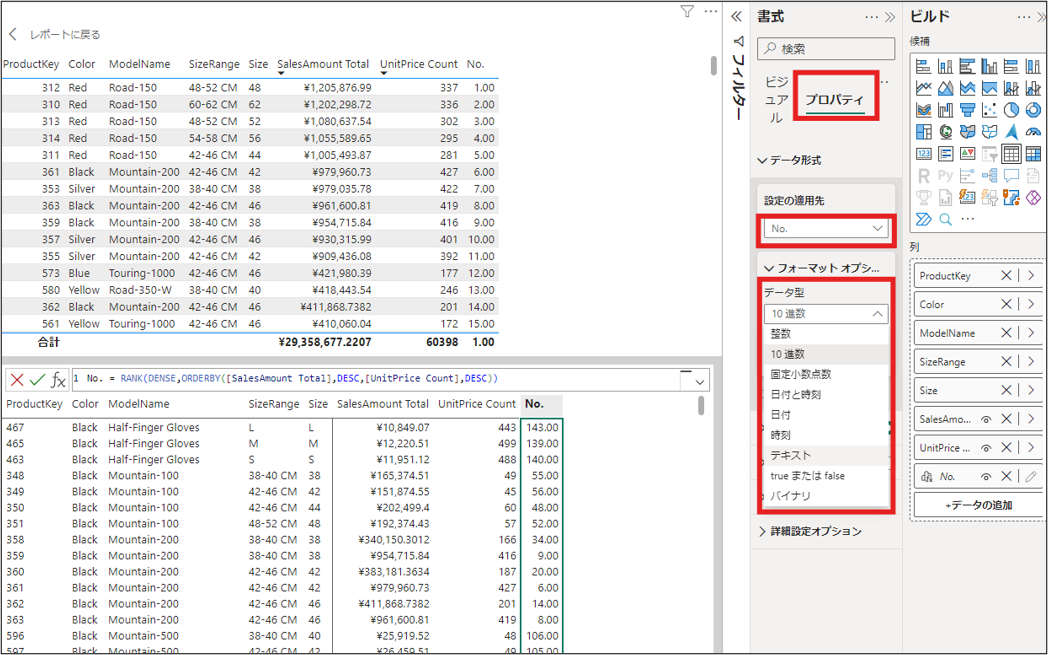 レポートに戻る
ProductKey Color ModelName SizeRange Size SalesAmount Total UnitPrice Count No.
312 Red Road-150 48-52 CM 48 ¥1,205,876.99 337 1.00
310 Red Road-150 60-62 CM 62 ¥1,202,298.72 336 2.00
313 Red Road-150 48-52 CM 52 ¥1,080,637.54 302 3.00
314 Red Road-150 54-58 CM 56 ¥1,055,589.65 295 4.00
311 Red Road-150 42-46 CM 44 ¥1,005,493.87 281 5.00
361 Black Mountain-200 42-46 CM 42 ¥979,960.73 427 6.00
353 Silver Mountain-200 38-40 CM 38 ¥979,035.78 422 7.00
363 Black Mountain-200 42-46 CM 46 ¥961,600.81 419 8.00
359 Black Mountain-200 38-40 CM 38 ¥954,715.84 416 9.00
357 Silver Mountain-200 42-46 CM 46 ¥930,315.99 401 10.00
355 Silver Mountain-200 42-46 CM 42 ¥909,436.08 392 11.00
573 Blue Touring-1000 42-46 CM 46 ¥421,980.39 177 12.00
580 Yellow Road-350-W 38-40 CM 40 ¥418,443.54 246 13.00
362 Black Mountain-200 42-46 CM 46 ¥411,868.7382 201 14.00
561 Yellow Touring-1000 42-46 CM 46 ¥410,060.04 172 15.00
合計 ¥29,358,677.2207 60398 1.00
1 No. = RANK(DENSE,ORDERBY([SalesAmount Total],DESC,[UnitPrice Count],DESC))
ProductKey Color ModelName SizeRange Size SalesAmount Total UnitPrice Count No.
467 Black Half-Finger Gloves L L ¥10,849.07 443 143.00
465 Black Half-Finger Gloves M M ¥12,220.51 499 139.00
463 Black Half-Finger Gloves S S ¥11,951.12 488 140.00
348 Black Mountain-100 38-40 CM 38 ¥165,374.51 49 55.00
349 Black Mountain-100 42-46 CM 42 ¥151,874.55 45 56.00
350 Black Mountain-100 42-46 CM 44 ¥202,499.4 60 48.00
351 Black Mountain-100 48-52 CM 48 ¥192,374.43 57 52.00
358 Black Mountain-200 38-40 CM 38 ¥340,150.3012 166 34.00
359 Black Mountain-200 38-40 CM 38 ¥954,715.84 416 9.00
360 Black Mountain-200 42-46 CM 42 ¥383,181.3634 187 20.00
361 Black Mountain-200 42-46 CM 42 ¥979,960.73 427 6.00
362 Black Mountain-200 42-46 CM 46 ¥411,868.7382 201 14.00
363 Black Mountain-200 42-46 CM 46 ¥961,600.81 419 8.00
596 Black Mountain-500 38-40 CM 40 ¥25,919.52 48 106.00
597 Black Mountain-500 42-46 CM 42 ¥26,459.51 49 105.00
フィルター
書式
検索
ビジュアル
プロパティ
データ形式
設定の適用先
No.
フォーマット オプシ...
データ型
10 進数
整数
10 進数
固定小数点数
日付と時刻
日付
時刻
テキスト
true または false
バイナリ
詳細設定オプション
ビルド
候補
123
R Py
列
ProductKey
Color
ModelName
SizeRange
Size
SalesAmo...
UnitPrice ...
No.
+データの追加